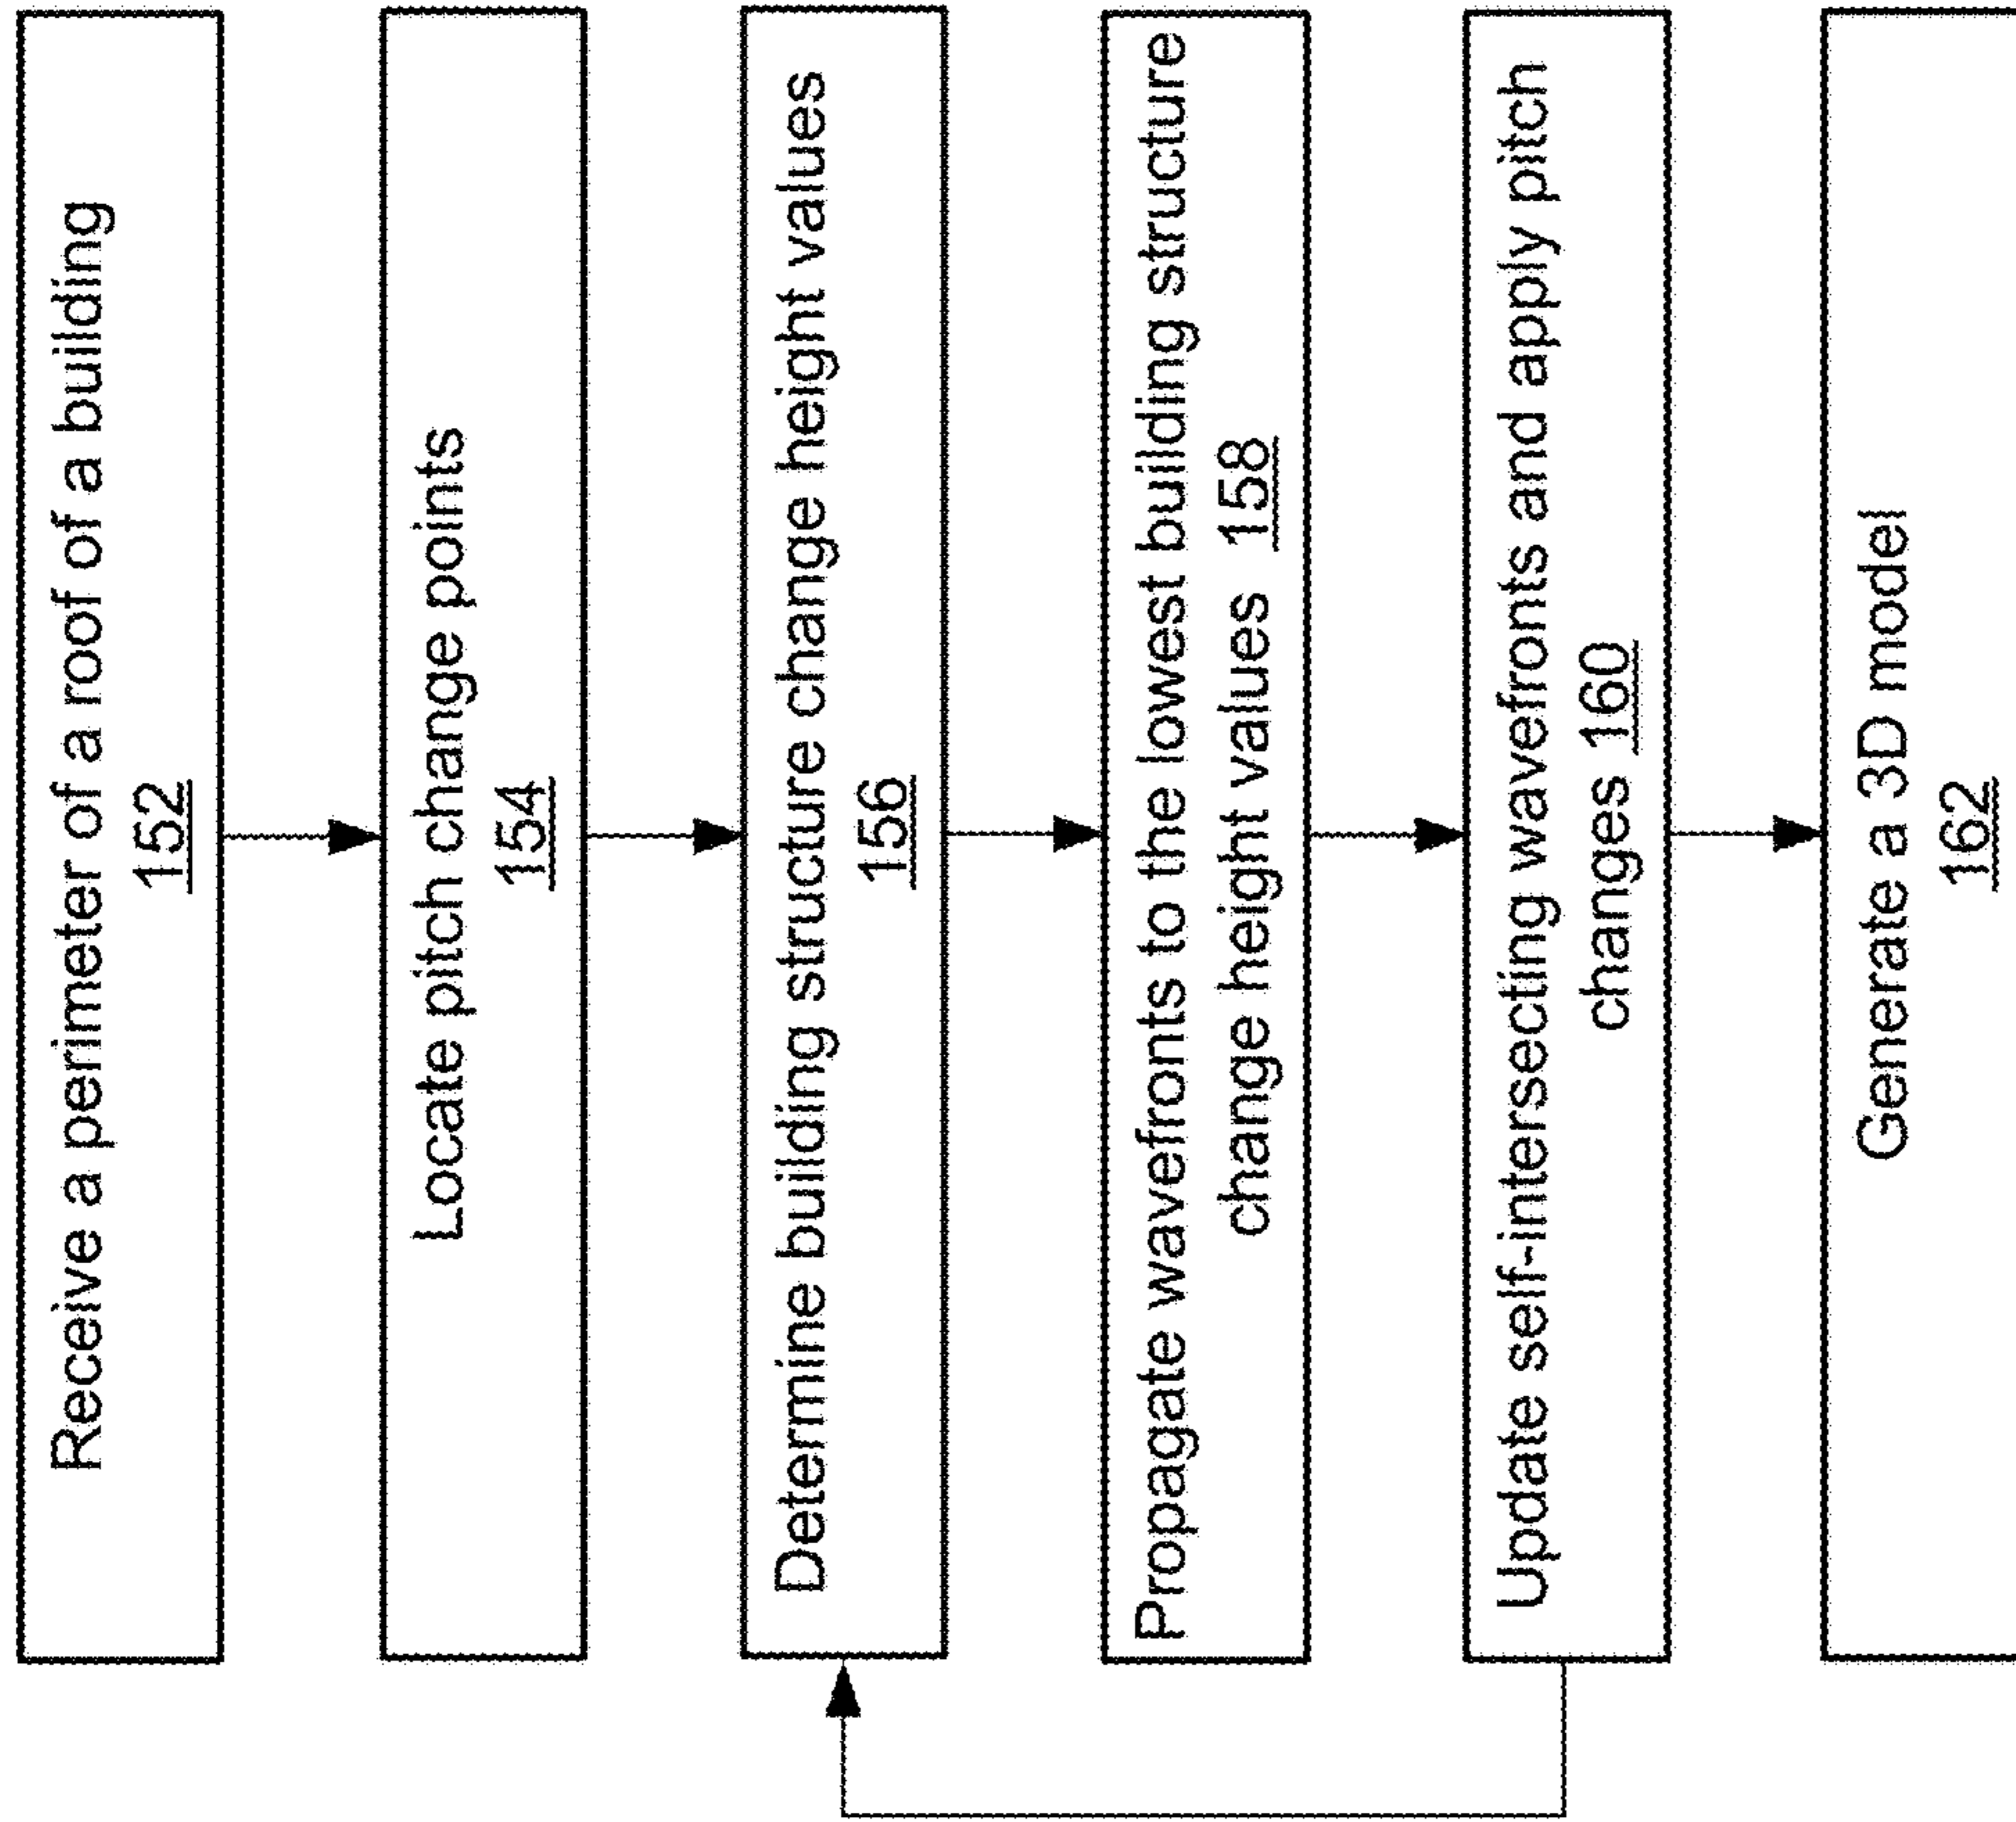 Receive a perimeter of a roof of a building
152
Locate pitch change points
154
Determine building structure change height values
156
Propagate wavefronts to the lowest building structure
change height values 158
Update self-intersecting wavefronts and apply pitch
changes 160
Generate a 3D model
162